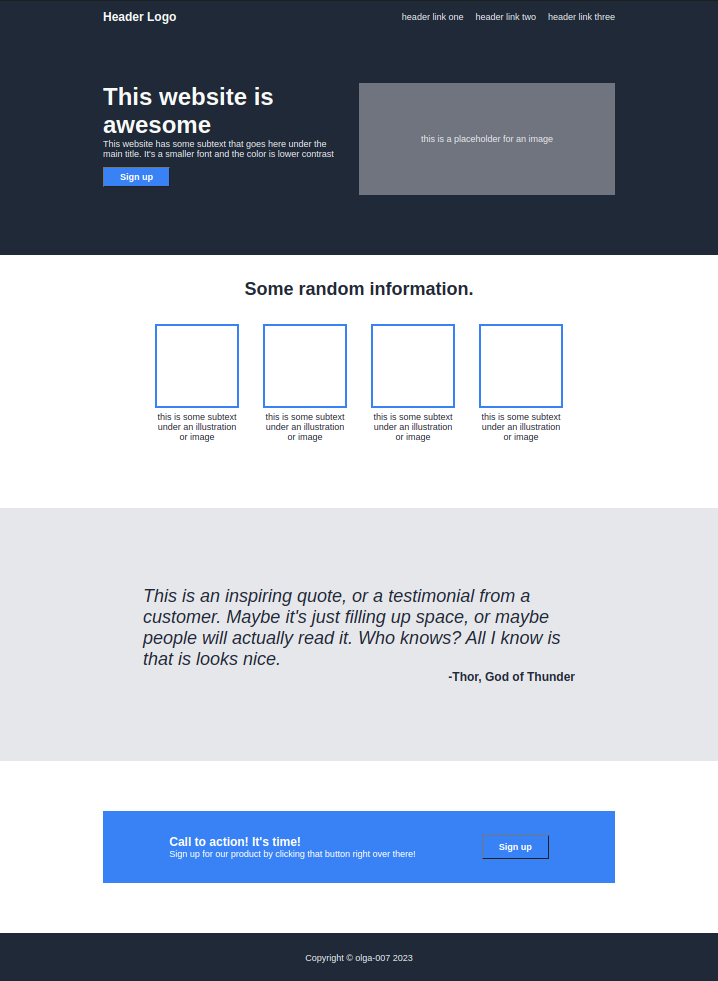 Header Logo
header link one header link two header link three
This website is
awesome
This website has some subtext that goes here under the
main title. It's a smaller font and the color is lower contrast
Sign up
this is a placeholder for an image
Some random information.
this is some subtext
under an illustration
or image
this is some subtext
under an illustration
or image
this is some subtext
under an illustration
or image
this is some subtext
under an illustration
or image
This is an inspiring quote, or a testimonial from a
customer. Maybe it's just filling up space, or maybe
people will actually read it. Who knows? All I know is
that is looks nice.
-Thor, God of Thunder
Call to action! It's time!
Sign up for our product by clicking that button right over there!
Sign up
Copyright © olga-007 2023